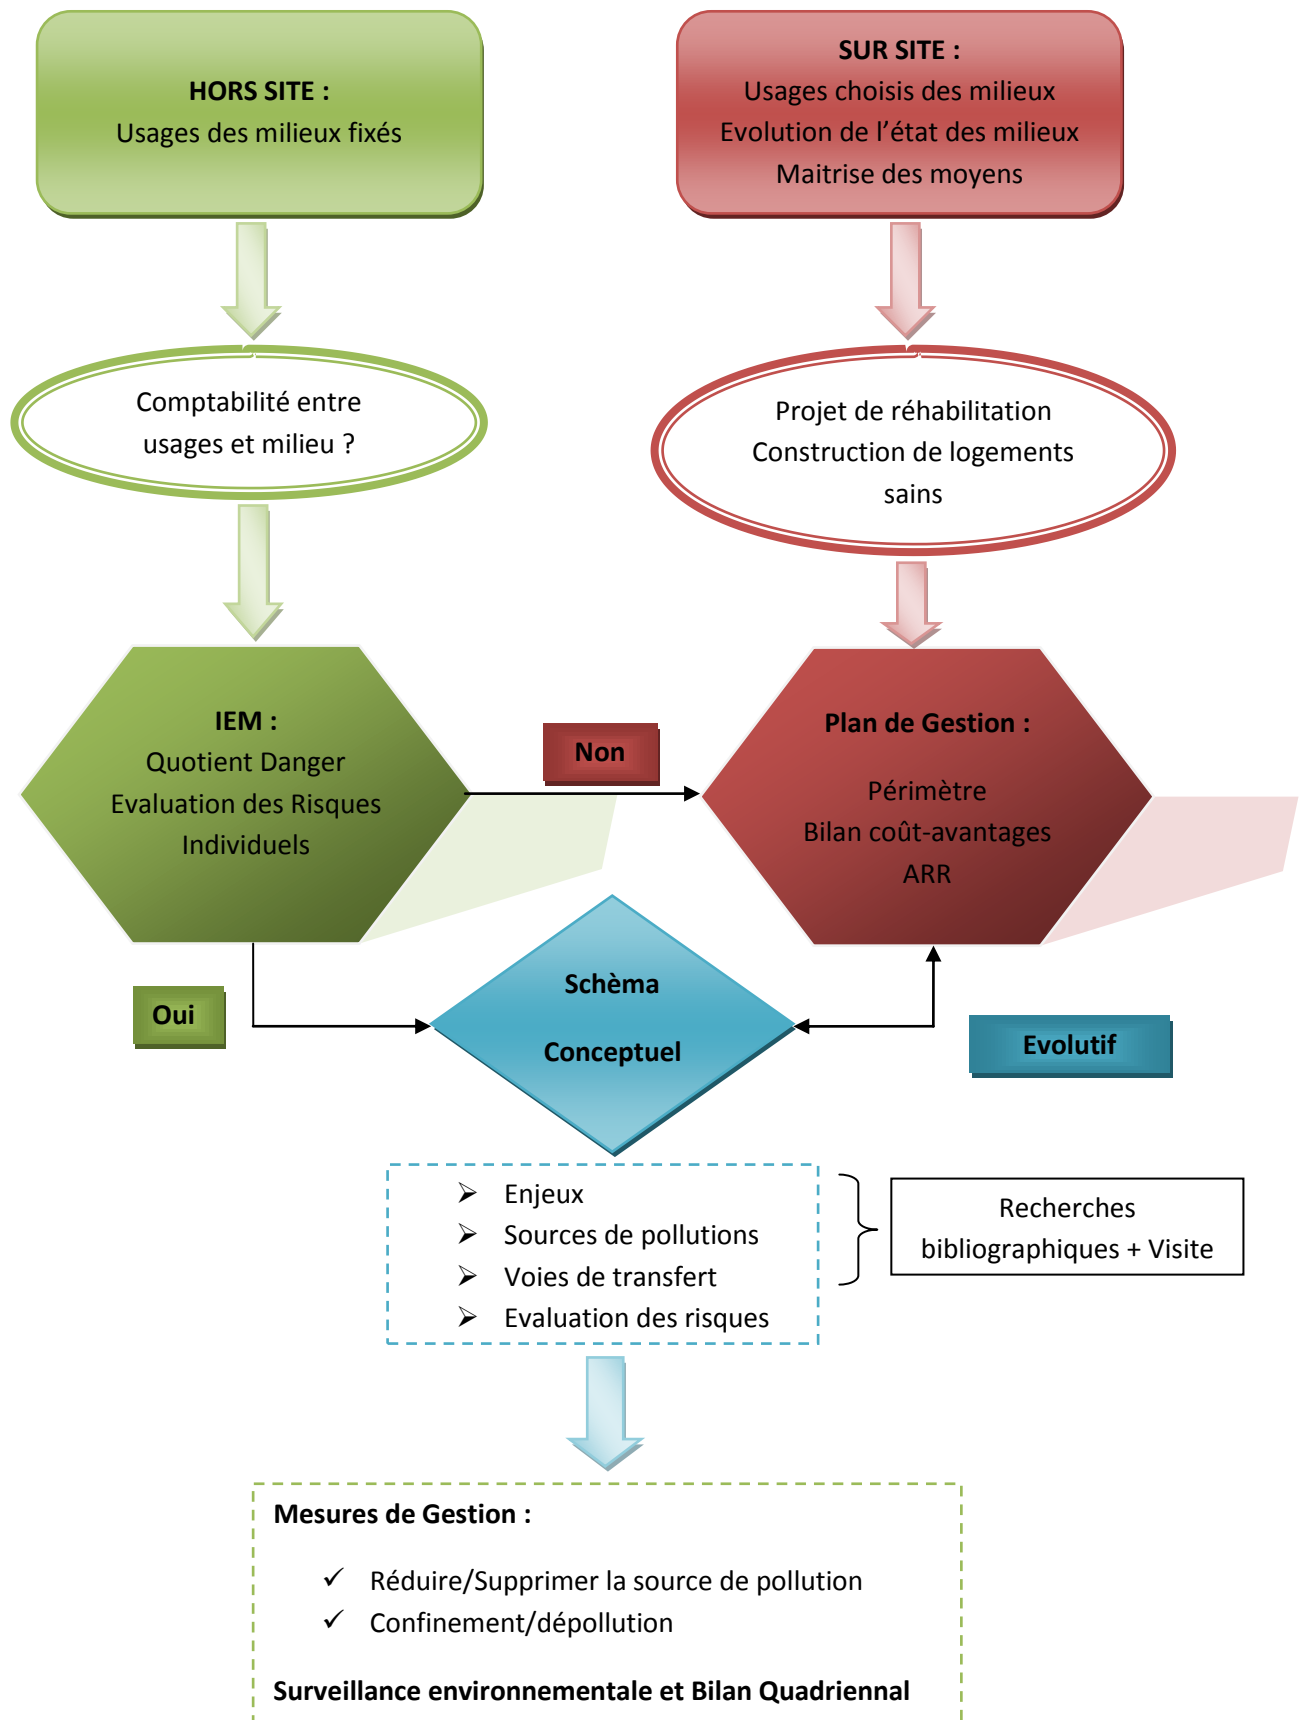 HORS SITE :
Usages des milieux fixés
SUR SITE :
Usages choisis des milieux
Evolution de l’état des milieux
Maitrise des moyens
Comptabilité entre
usages et milieu ?
Projet de réhabilitation
Construction de logements
sains
IEM :
Quotient Danger
Evaluation des Risques
Individuels
Non
Plan de Gestion :
Périmètre
Bilan coût-avantages
ARR
Oui
Schèma
Conceptuel
Evolutif
➢ Enjeux
➢ Sources de pollutions
➢ Voies de transfert
➢ Evaluation des risques
Recherches
bibliographiques + Visite
Mesures de Gestion :
✓ Réduire/Supprimer la source de pollution
✓ Confinement/dépollution
Surveillance environnementale et Bilan Quadriennal